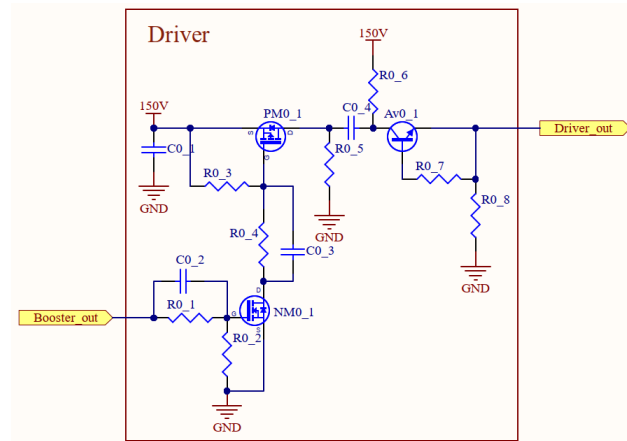 Driver
150V
150V
R0_6
PM0_1
C0_4
Av0_1
S
D
G
C0_1
R0_5
Driver_out
R0_3
R0_7
GND
R0_8
GND
R0_4
C0_3
GND
C0_2
D
Booster_out
R0_1
G
NM0_1
S
R0_2
GND